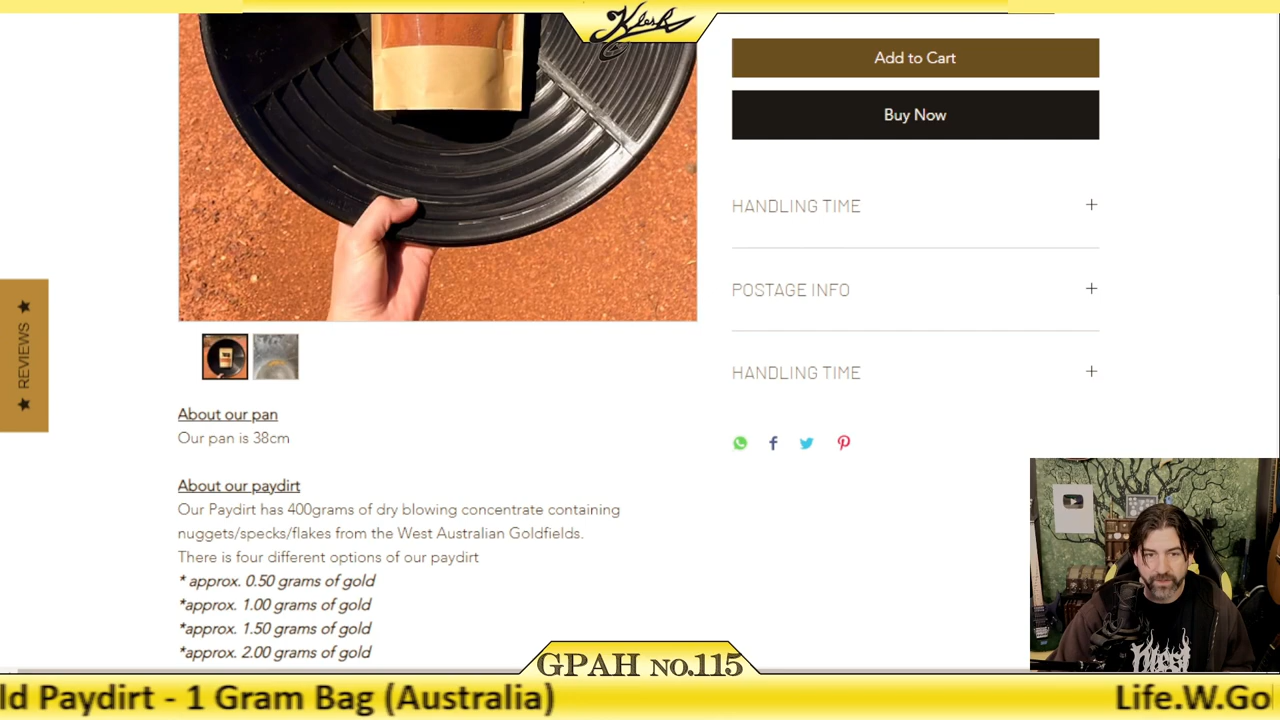 Klesh
Add to Cart
Buy Now
HANDLING TIME
POSTAGE INFO
HANDLING TIME
★ REVIEWS ★
About our pan
Our pan is 38cm
About our paydirt
Our Paydirt has 400grams of dry blowing concentrate containing
nuggets/specks/flakes from the West Australian Goldfields.
There is four different options of our paydirt
* approx. 0.50 grams of gold
*approx. 1.00 grams of gold
*approx. 1.50 grams of gold
*approx. 2.00 grams of gold
GPAH NO.115
ld Paydirt - 1 Gram Bag (Australia)
Life.W.Go